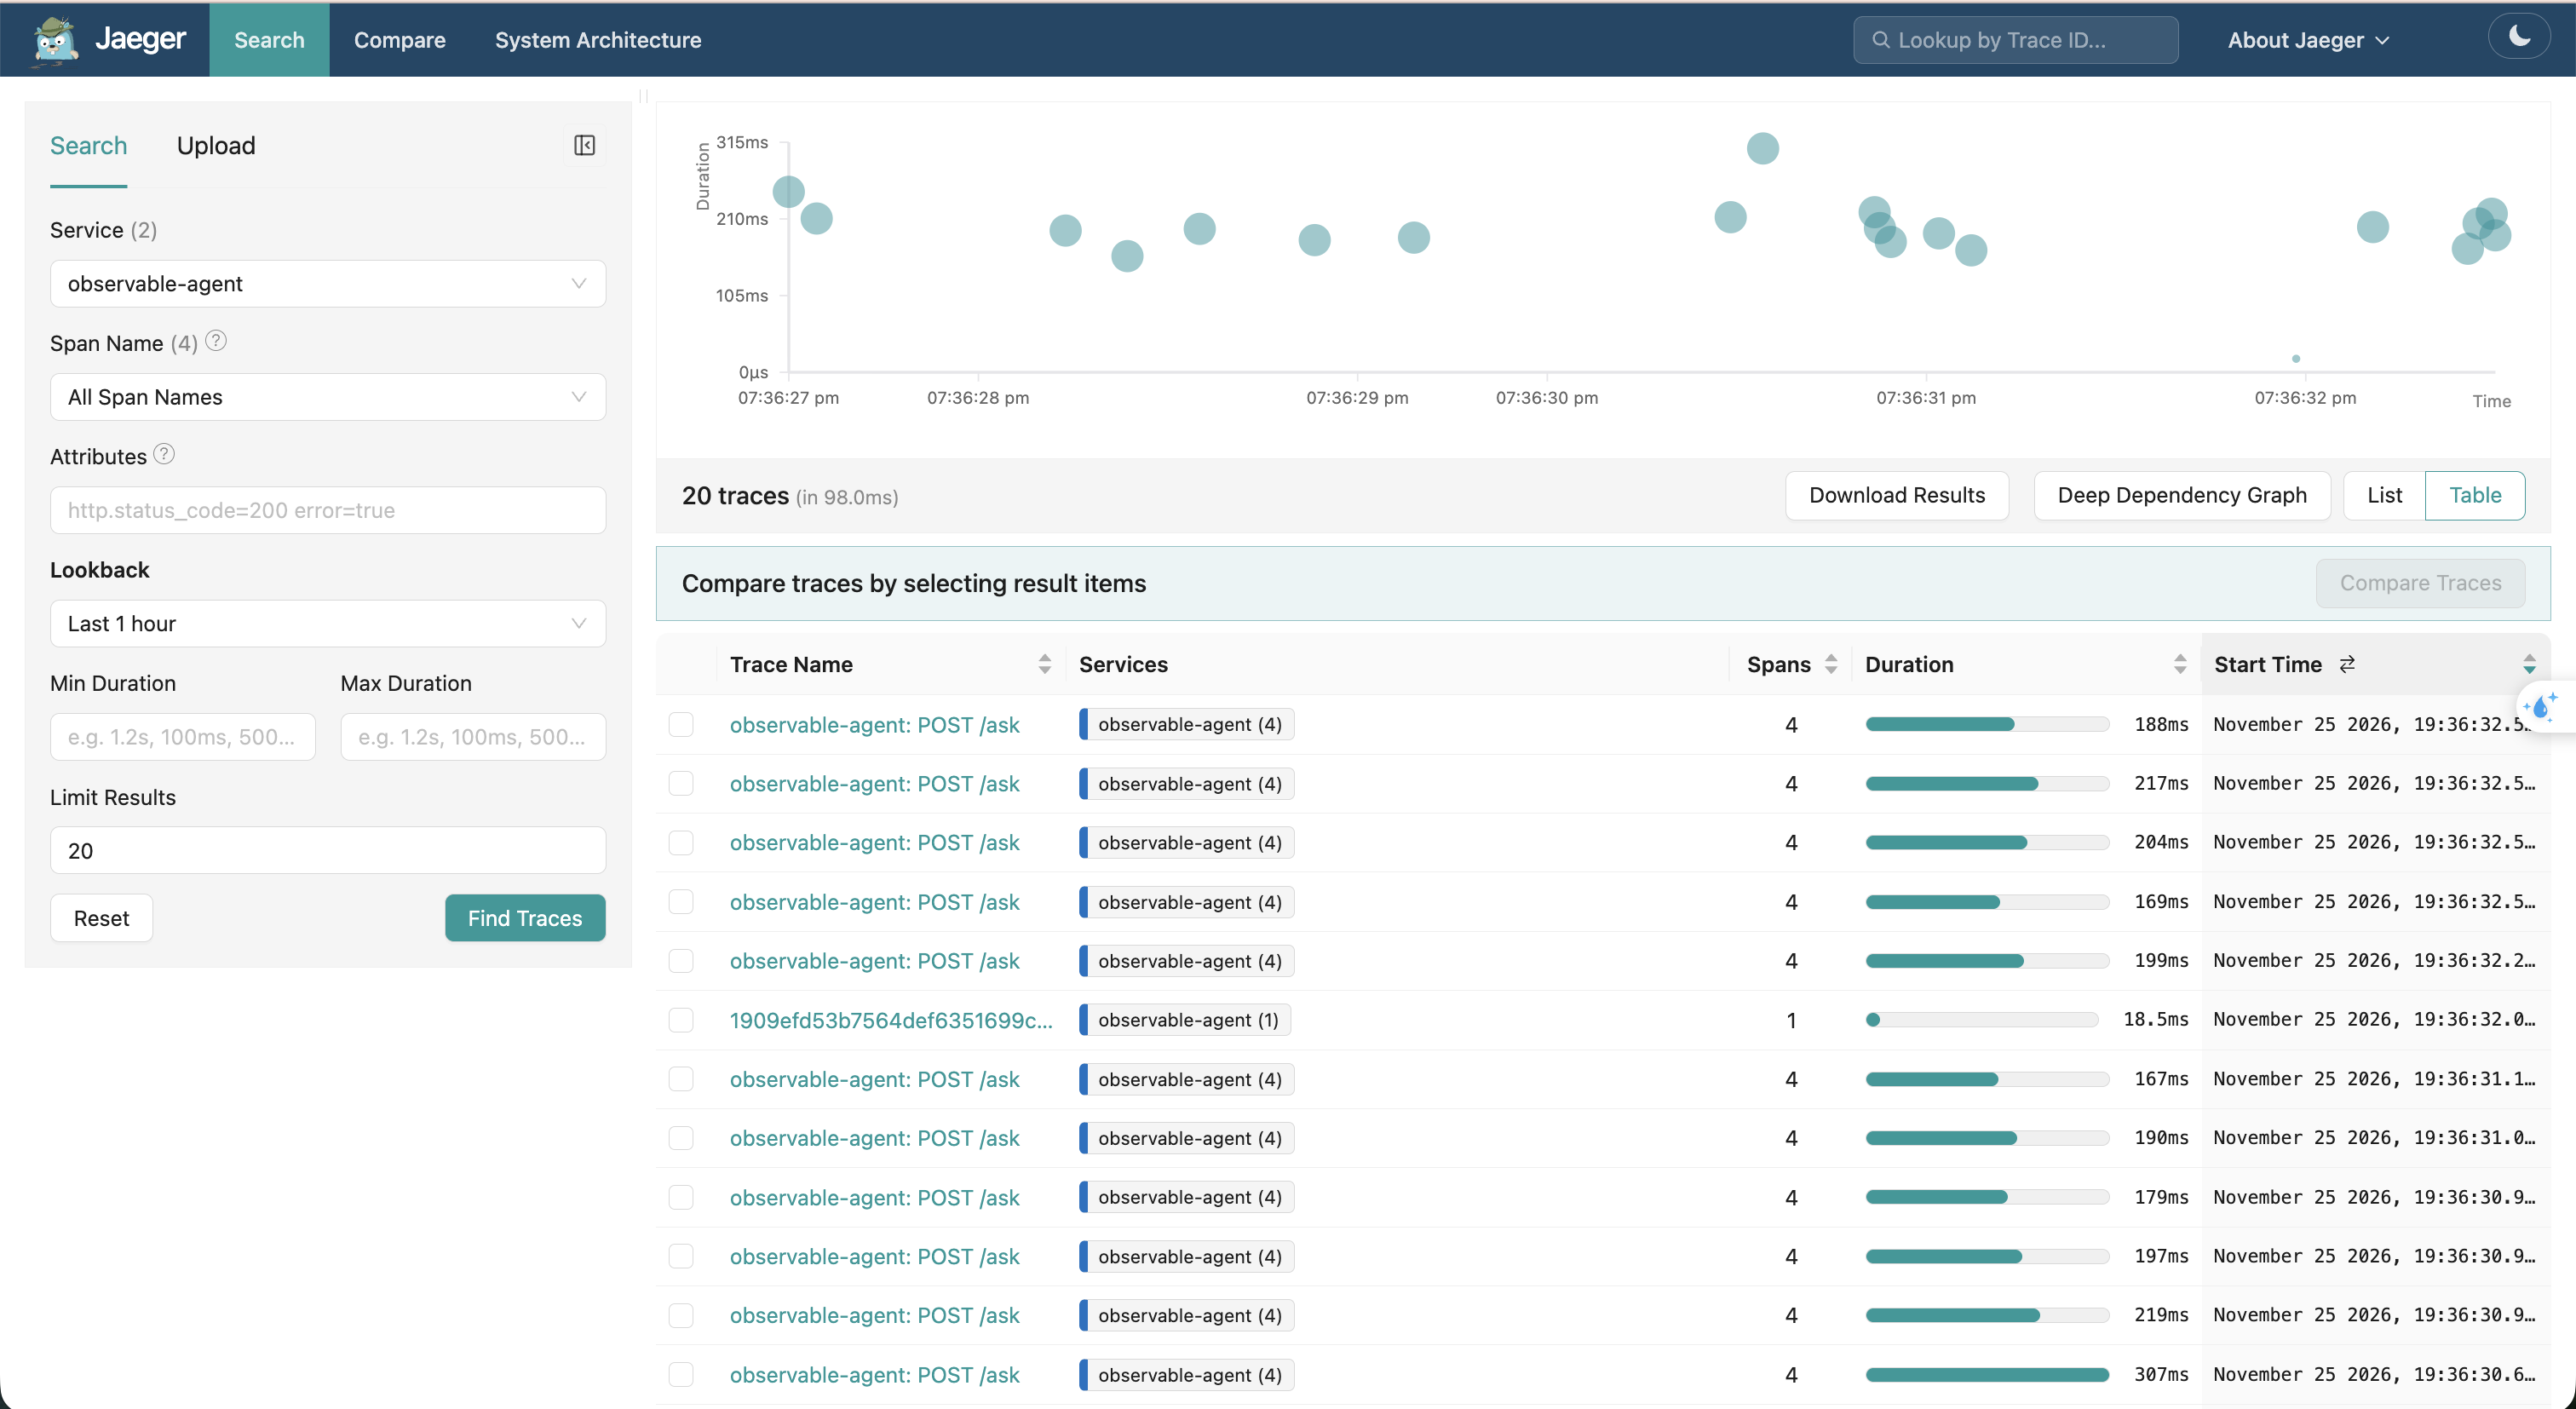 Jaeger
Search
Compare
System Architecture
Lookup by Trace ID...
About Jaeger
Search
Upload
Service (2)
observable-agent
Span Name (4) ?
All Span Names
Attributes ?
http.status_code=200 error=true
Lookback
Last 1 hour
Min Duration
Max Duration
e.g. 1.2s, 100ms, 500...
e.g. 1.2s, 100ms, 500...
Limit Results
20
Reset
Find Traces
Duration
315ms
210ms
105ms
0μs
07:36:27 pm
07:36:28 pm
07:36:29 pm
07:36:30 pm
07:36:31 pm
07:36:32 pm
Time
20 traces (in 98.0ms)
Download Results
Deep Dependency Graph
List
Table
Compare traces by selecting result items
Compare Traces
Trace Name Services Spans Duration Start Time
observable-agent: POST /ask observable-agent (4) 4 188ms November 25 2026, 19:36:32.5…
observable-agent: POST /ask observable-agent (4) 4 217ms November 25 2026, 19:36:32.5…
observable-agent: POST /ask observable-agent (4) 4 204ms November 25 2026, 19:36:32.5…
observable-agent: POST /ask observable-agent (4) 4 169ms November 25 2026, 19:36:32.5…
observable-agent: POST /ask observable-agent (4) 4 199ms November 25 2026, 19:36:32.2…
1909efd53b7564def6351699c... observable-agent (1) 1 18.5ms November 25 2026, 19:36:32.0…
observable-agent: POST /ask observable-agent (4) 4 167ms November 25 2026, 19:36:31.1…
observable-agent: POST /ask observable-agent (4) 4 190ms November 25 2026, 19:36:31.0…
observable-agent: POST /ask observable-agent (4) 4 179ms November 25 2026, 19:36:30.9…
observable-agent: POST /ask observable-agent (4) 4 197ms November 25 2026, 19:36:30.9…
observable-agent: POST /ask observable-agent (4) 4 219ms November 25 2026, 19:36:30.9…
observable-agent: POST /ask observable-agent (4) 4 307ms November 25 2026, 19:36:30.6…